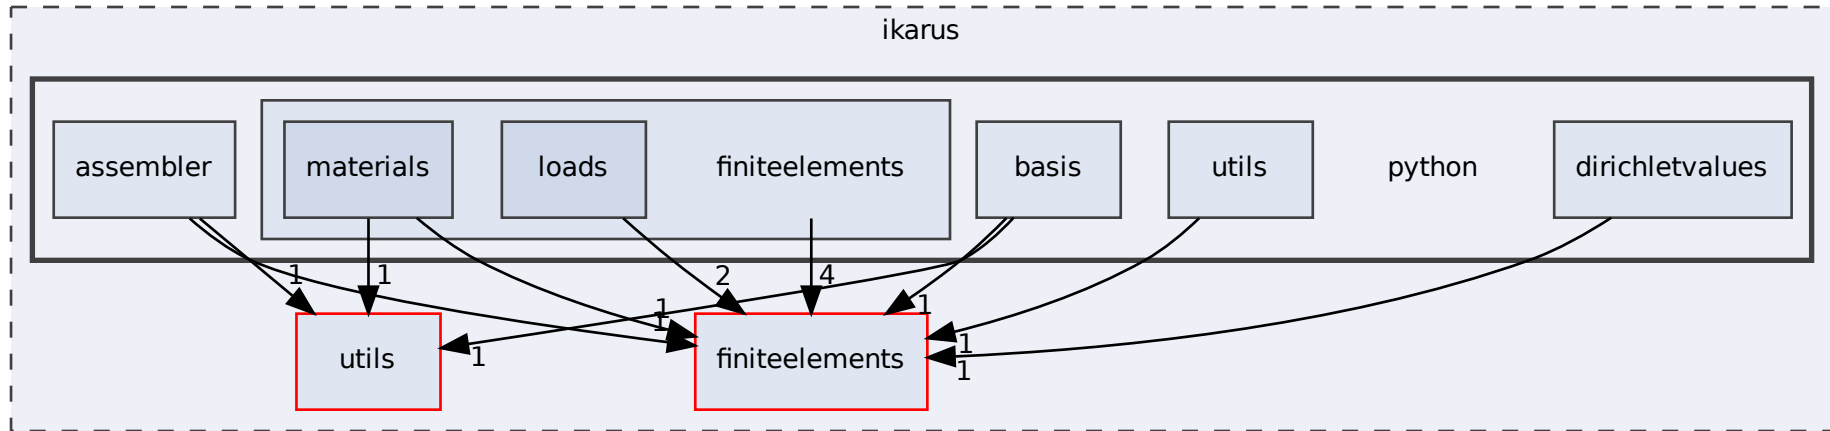 ikarus
assembler
materials
loads
finiteelements
basis
utils
python
dirichletvalues
1
1
2
4
1
1
1
1
1
1
utils
finiteelements